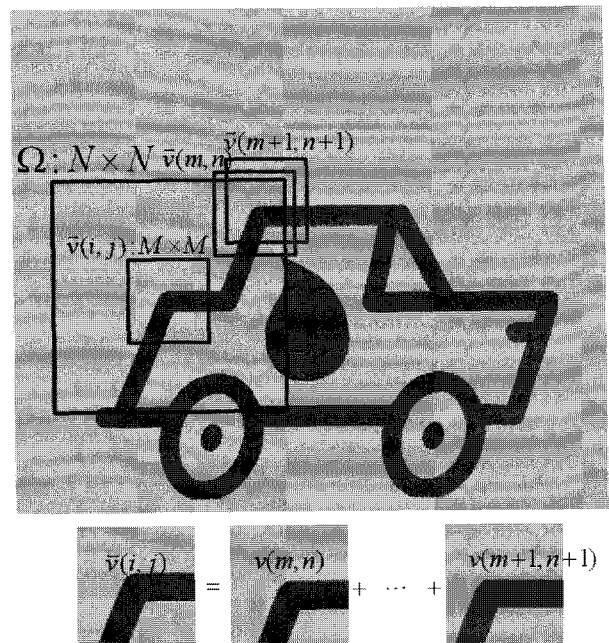 v̄(m+1, n+1)
Ω: N×N v̄(m, n)
v̄(i, j): M×M
v̄(i, j) = v(m, n) + ··· + v(m+1, n+1)